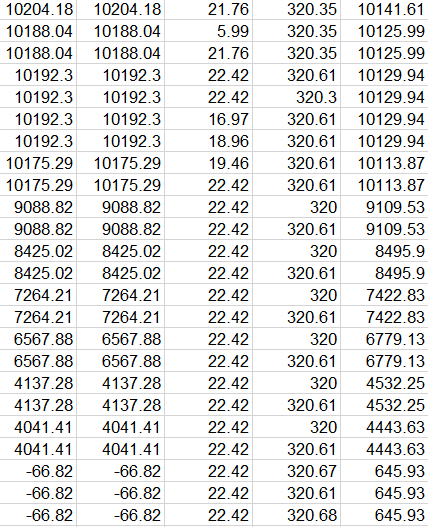 10204.18 10204.18 21.76 320.35 10141.61
10188.04 10188.04 5.99 320.35 10125.99
10188.04 10188.04 21.76 320.35 10125.99
10192.3 10192.3 22.42 320.61 10129.94
10192.3 10192.3 22.42 320.3 10129.94
10192.3 10192.3 16.97 320.61 10129.94
10192.3 10192.3 18.96 320.61 10129.94
10175.29 10175.29 19.46 320.61 10113.87
10175.29 10175.29 22.42 320.61 10113.87
9088.82 9088.82 22.42 320 9109.53
9088.82 9088.82 22.42 320.61 9109.53
8425.02 8425.02 22.42 320 8495.9
8425.02 8425.02 22.42 320.61 8495.9
7264.21 7264.21 22.42 320 7422.83
7264.21 7264.21 22.42 320.61 7422.83
6567.88 6567.88 22.42 320 6779.13
6567.88 6567.88 22.42 320.61 6779.13
4137.28 4137.28 22.42 320 4532.25
4137.28 4137.28 22.42 320.61 4532.25
4041.41 4041.41 22.42 320 4443.63
4041.41 4041.41 22.42 320.61 4443.63
-66.82 -66.82 22.42 320.67 645.93
-66.82 -66.82 22.42 320.61 645.93
-66.82 -66.82 22.42 320.68 645.93